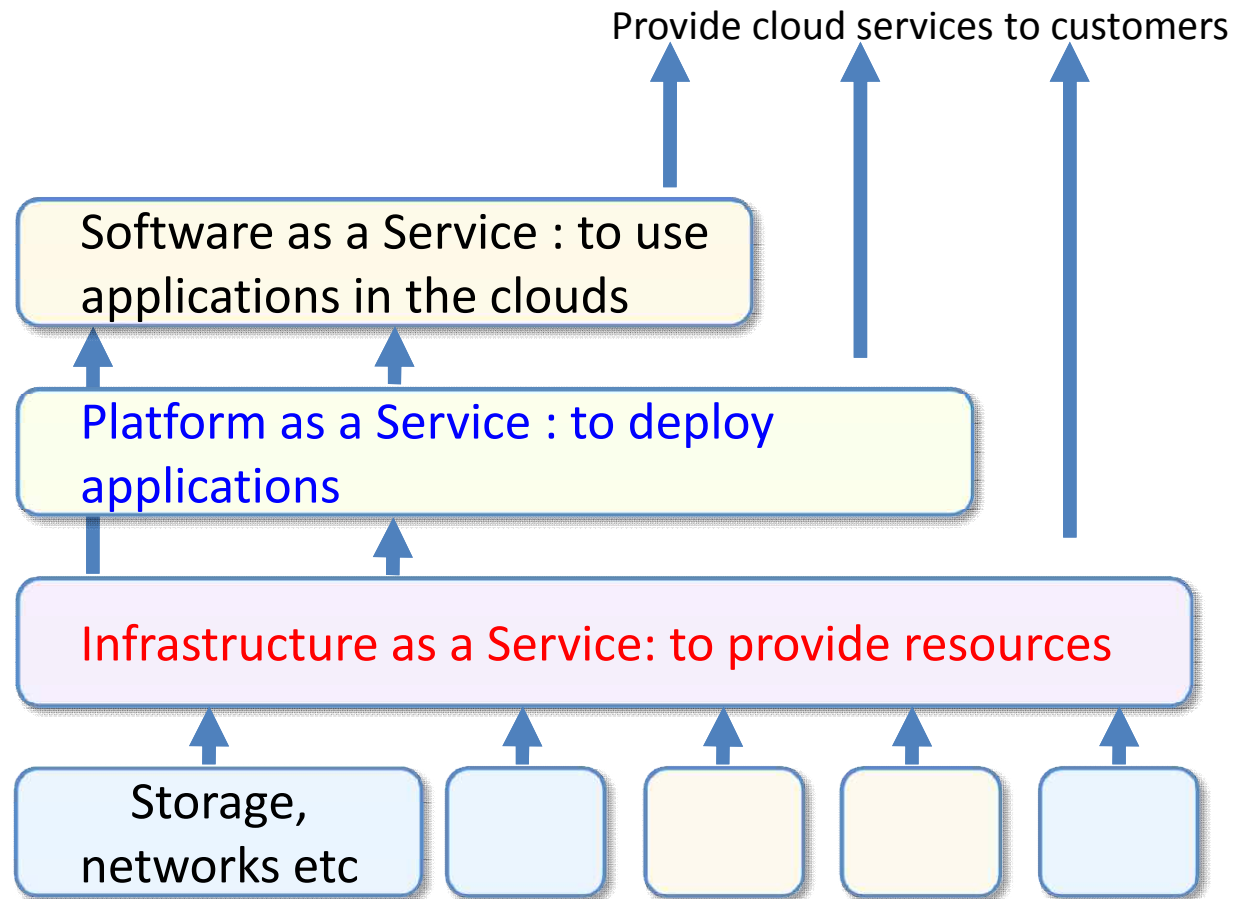 Provide cloud services to customers
Software as a Service : to use
applications in the clouds
Platform as a Service : to deploy
applications
Infrastructure as a Service: to provide resources
Storage,
networks etc